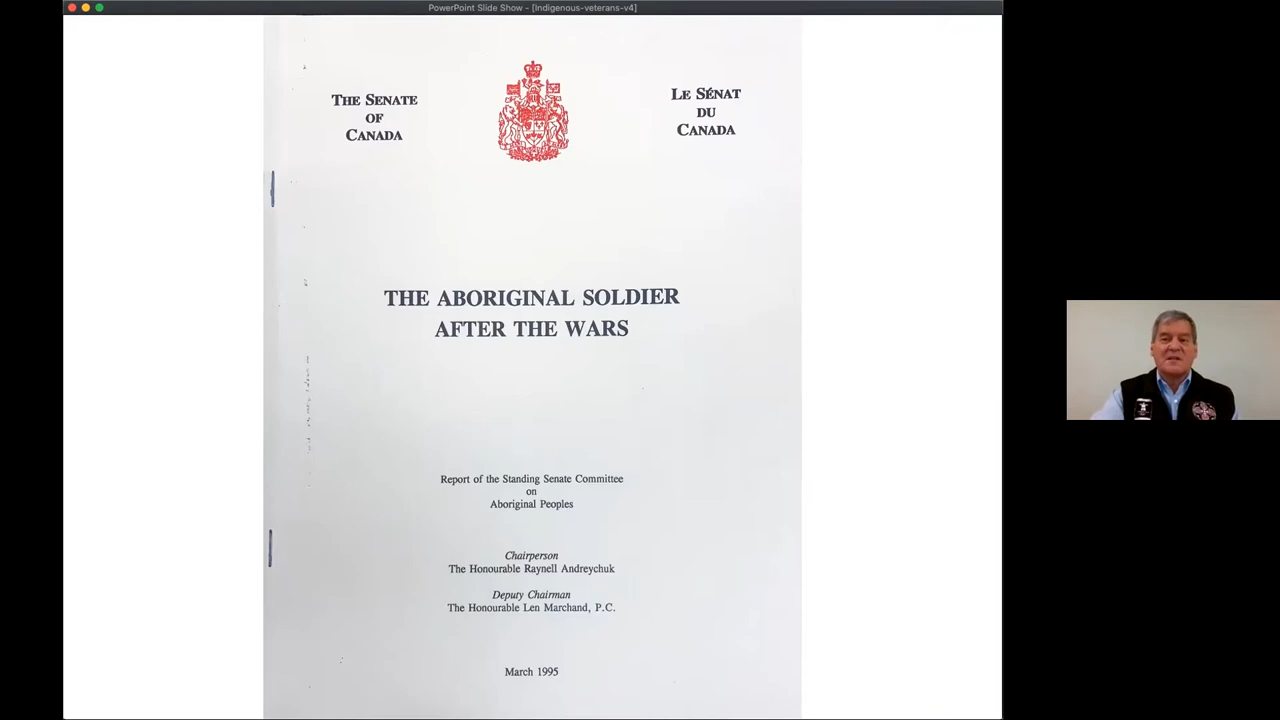 PowerPoint Slide Show - [Indigenous-veterans-v4]
THE SENATE
OF
CANADA
LE SÉNAT
DU
CANADA
THE ABORIGINAL SOLDIER
AFTER THE WARS
Report of the Standing Senate Committee
on
Aboriginal Peoples
Chairperson
The Honourable Raynell Andreychuk
Deputy Chairman
The Honourable Len Marchand, P.C.
March 1995